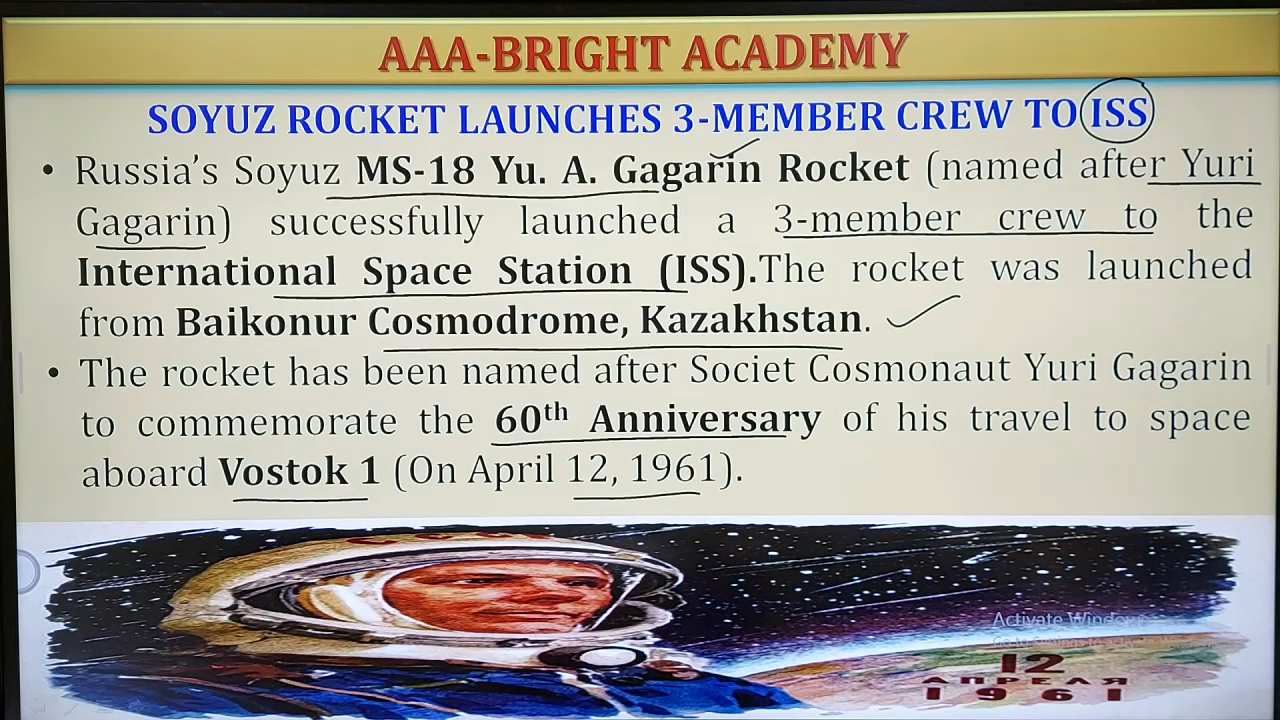 AAA-BRIGHT ACADEMY
SOYUZ ROCKET LAUNCHES 3-MEMBER CREW TO ISS
• Russia’s Soyuz MS-18 Yu. A. Gagarin Rocket (named after Yuri
Gagarin) successfully launched a 3-member crew to the
International Space Station (ISS).The rocket was launched
from Baikonur Cosmodrome, Kazakhstan.
• The rocket has been named after Societ Cosmonaut Yuri Gagarin
to commemorate the 60th Anniversary of his travel to space
aboard Vostok 1 (On April 12, 1961).
Activate Windows
12
АПРЕЛЯ
1961